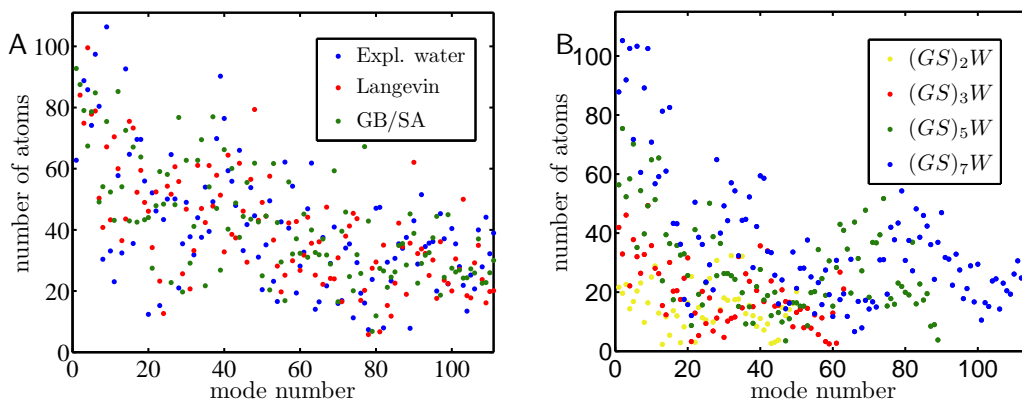 A
number of atoms
100
80
60
40
20
0
Expl. water
Langevin
GB/SA
0 20 40 60 80 100
mode number
B
number of atoms
100
80
60
40
20
0
(GS)₂W
(GS)₃W
(GS)₅W
(GS)₇W
0 20 40 60 80 100
mode number